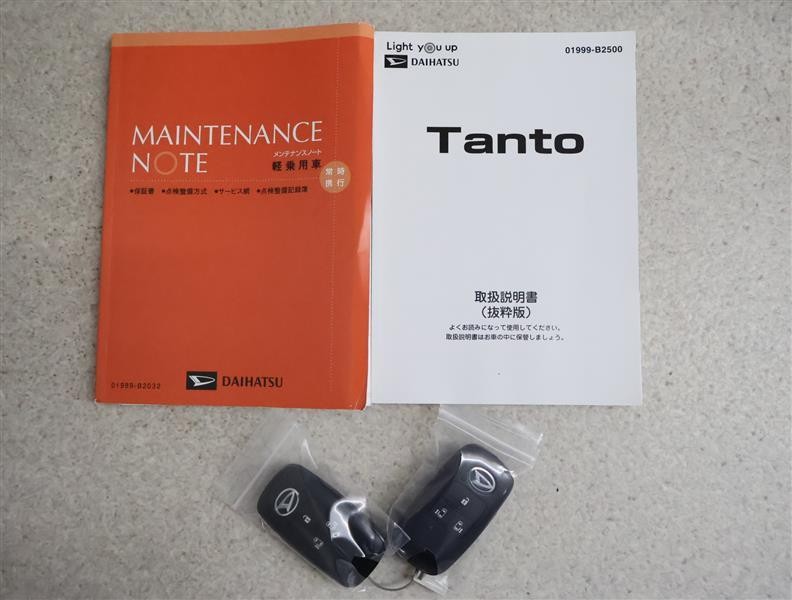 MAINTENANCE
NOTE
メンテナンスノート
軽乗用車
常時
携行
●保証書 ●点検整備方式 ●サービス網 ●点検整備記録簿
01999-B2032
DAIHATSU
Light you up
DAIHATSU
01999-B2500
Tanto
取扱説明書
(抜粋版)
よくお読みになって使用してください。
取扱説明書はお車の中に保管しましょう。